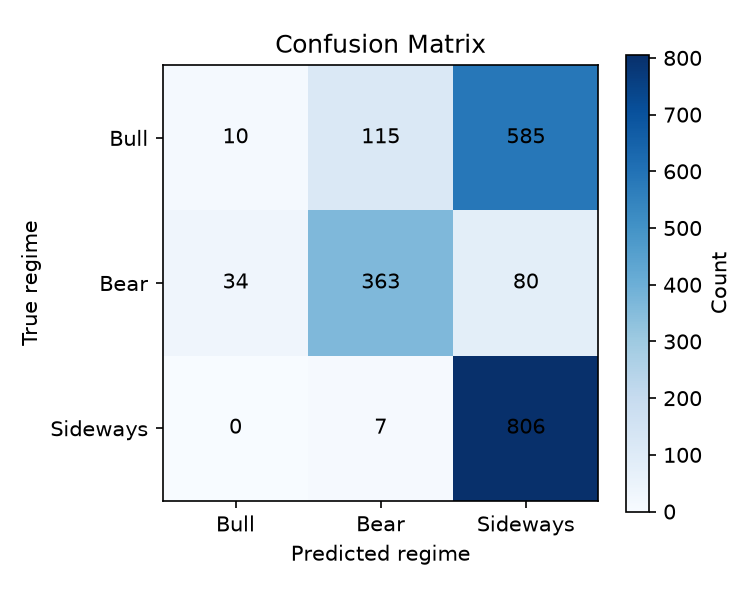 Confusion Matrix
Bull 10 115 585
Bear 34 363 80
Sideways 0 7 806
Bull Bear Sideways
Predicted regime
True regime
800
700
600
500
400
300
200
100
0
Count